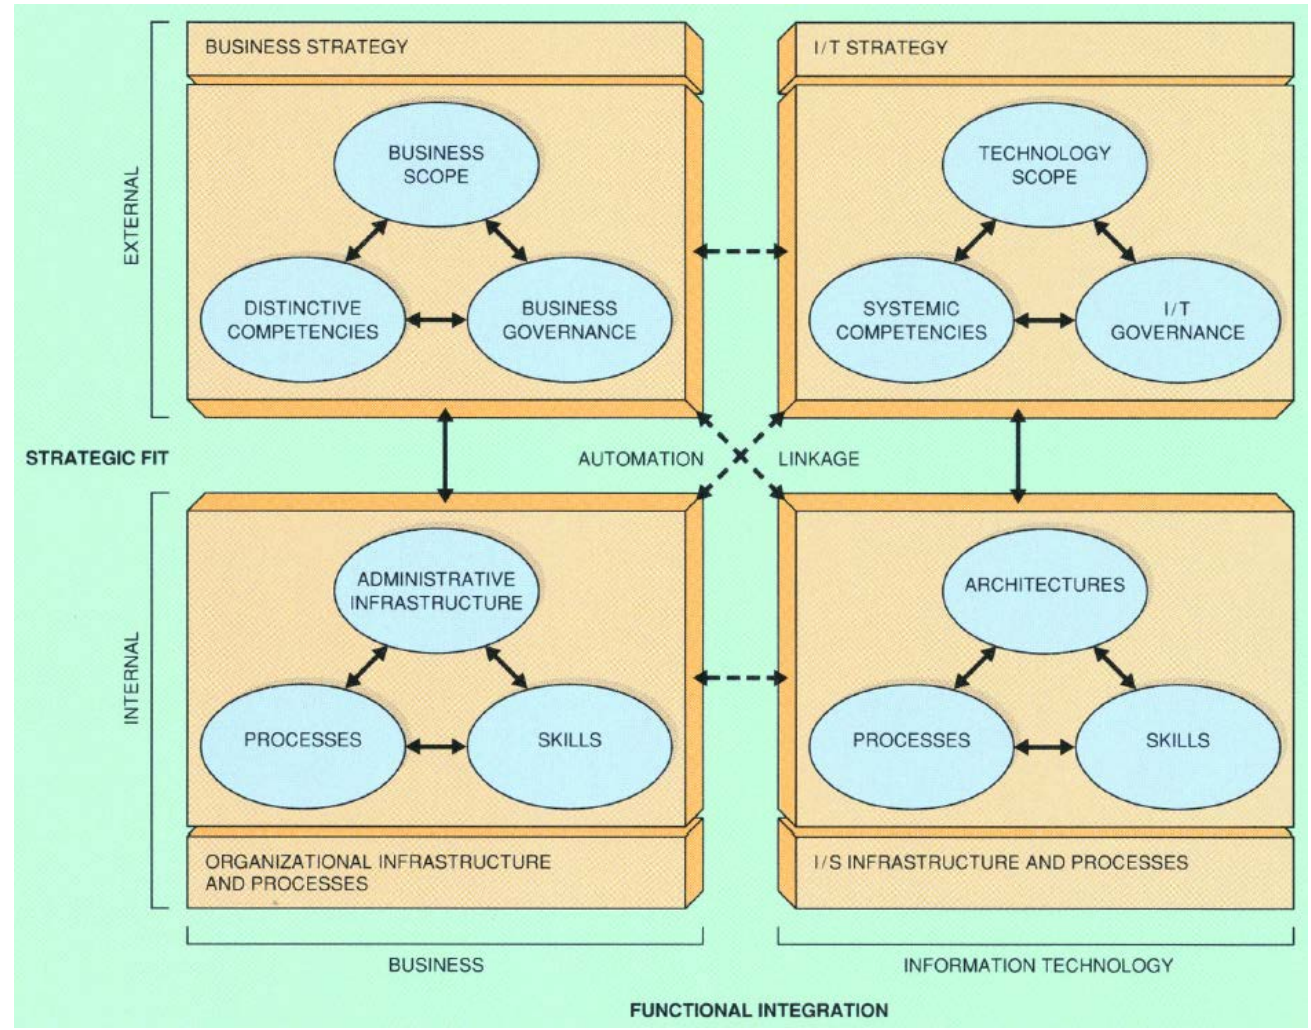 BUSINESS STRATEGY
I/T STRATEGY
BUSINESS
SCOPE
TECHNOLOGY
SCOPE
EXTERNAL
DISTINCTIVE
COMPETENCIES
BUSINESS
GOVERNANCE
SYSTEMIC
COMPETENCIES
I/T
GOVERNANCE
STRATEGIC FIT
AUTOMATION
LINKAGE
ADMINISTRATIVE
INFRASTRUCTURE
ARCHITECTURES
INTERNAL
PROCESSES
SKILLS
PROCESSES
SKILLS
ORGANIZATIONAL INFRASTRUCTURE
AND PROCESSES
I/S INFRASTRUCTURE AND PROCESSES
BUSINESS
INFORMATION TECHNOLOGY
FUNCTIONAL INTEGRATION